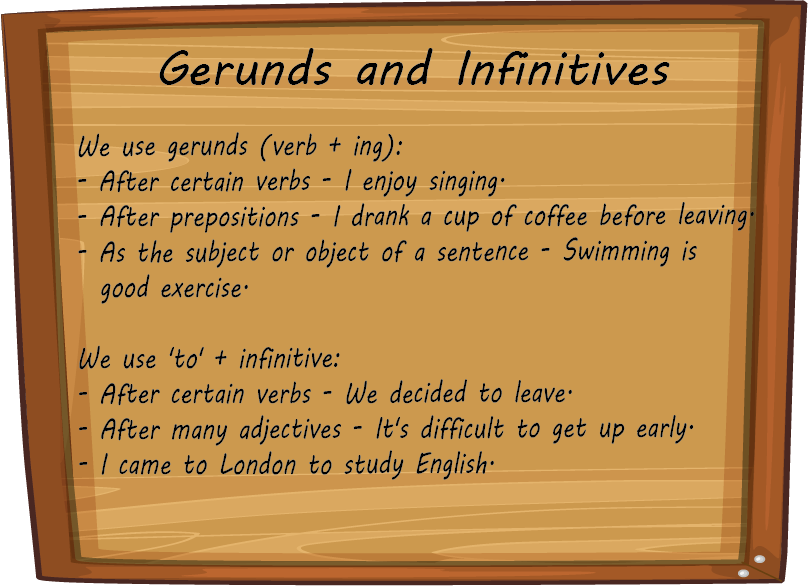 Gerunds and Infinitives
We use gerunds (verb + ing):
- After certain verbs - I enjoy singing.
- After prepositions - I drank a cup of coffee before leaving.
- As the subject or object of a sentence - Swimming is
good exercise.
We use 'to' + infinitive:
- After certain verbs - We decided to leave.
- After many adjectives - It's difficult to get up early.
- I came to London to study English.